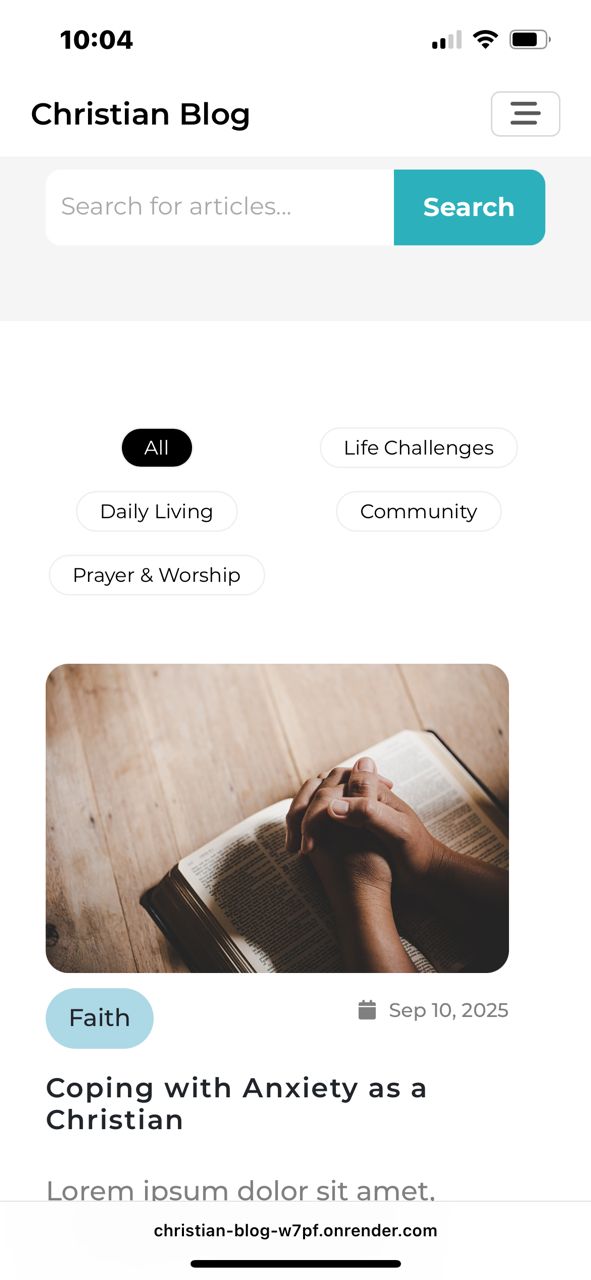 10:04
Christian Blog
Search for articles...
Search
All
Life Challenges
Daily Living
Community
Prayer & Worship
Faith
Sep 10, 2025
Coping with Anxiety as a
Christian
Lorem ipsum dolor sit amet,
christian-blog-w7pf.onrender.com